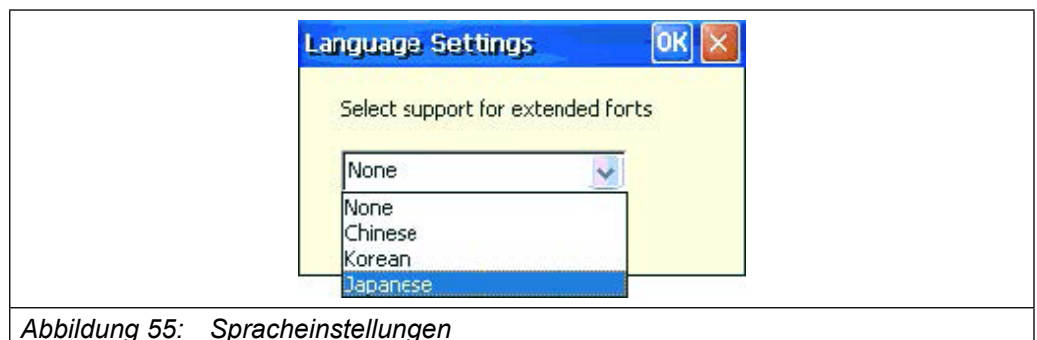 Language Settings OK
Select support for extended forts
None
None
Chinese
Korean
Japanese
Abbildung 55: Spracheinstellungen